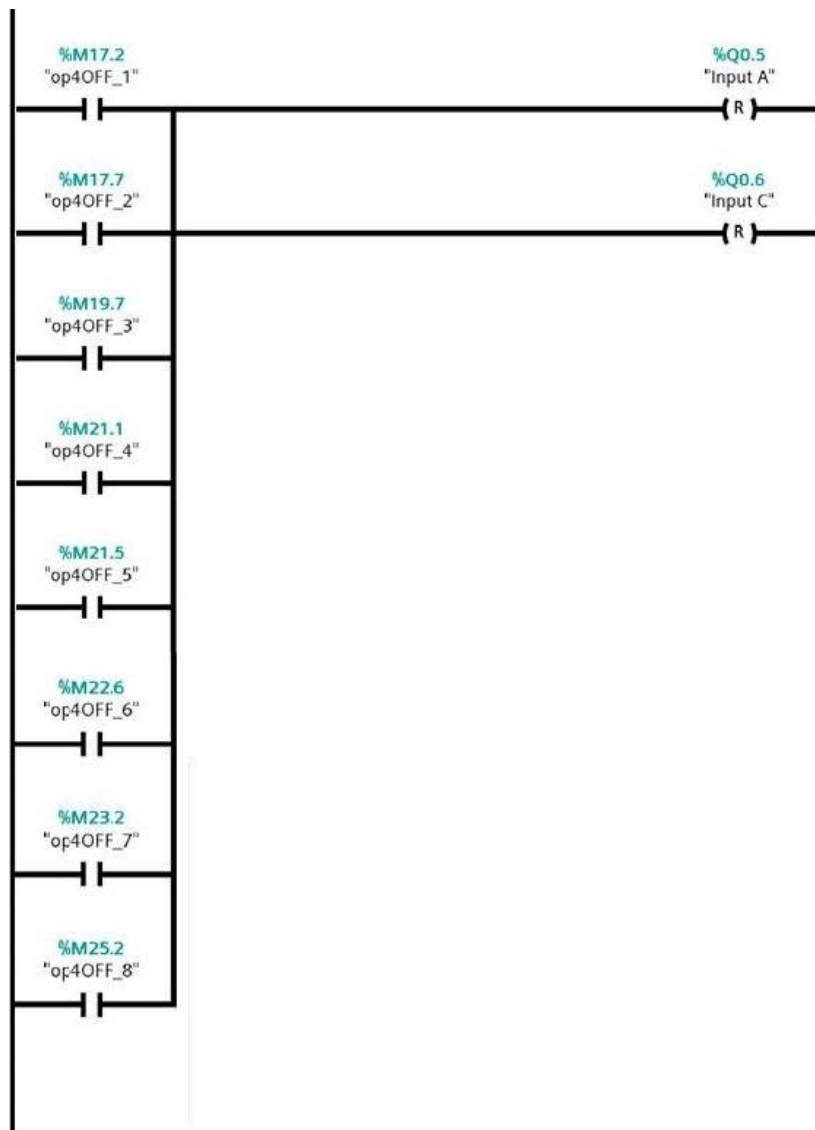 %M17.2
"op4OFF_1"
%Q0.5
"Input A"
R
%M17.7
"op4OFF_2"
%Q0.6
"Input C"
R
%M19.7
"op4OFF_3"
%M21.1
"op4OFF_4"
%M21.5
"op4OFF_5"
%M22.6
"op4OFF_6"
%M23.2
"op4OFF_7"
%M25.2
"op4OFF_8"